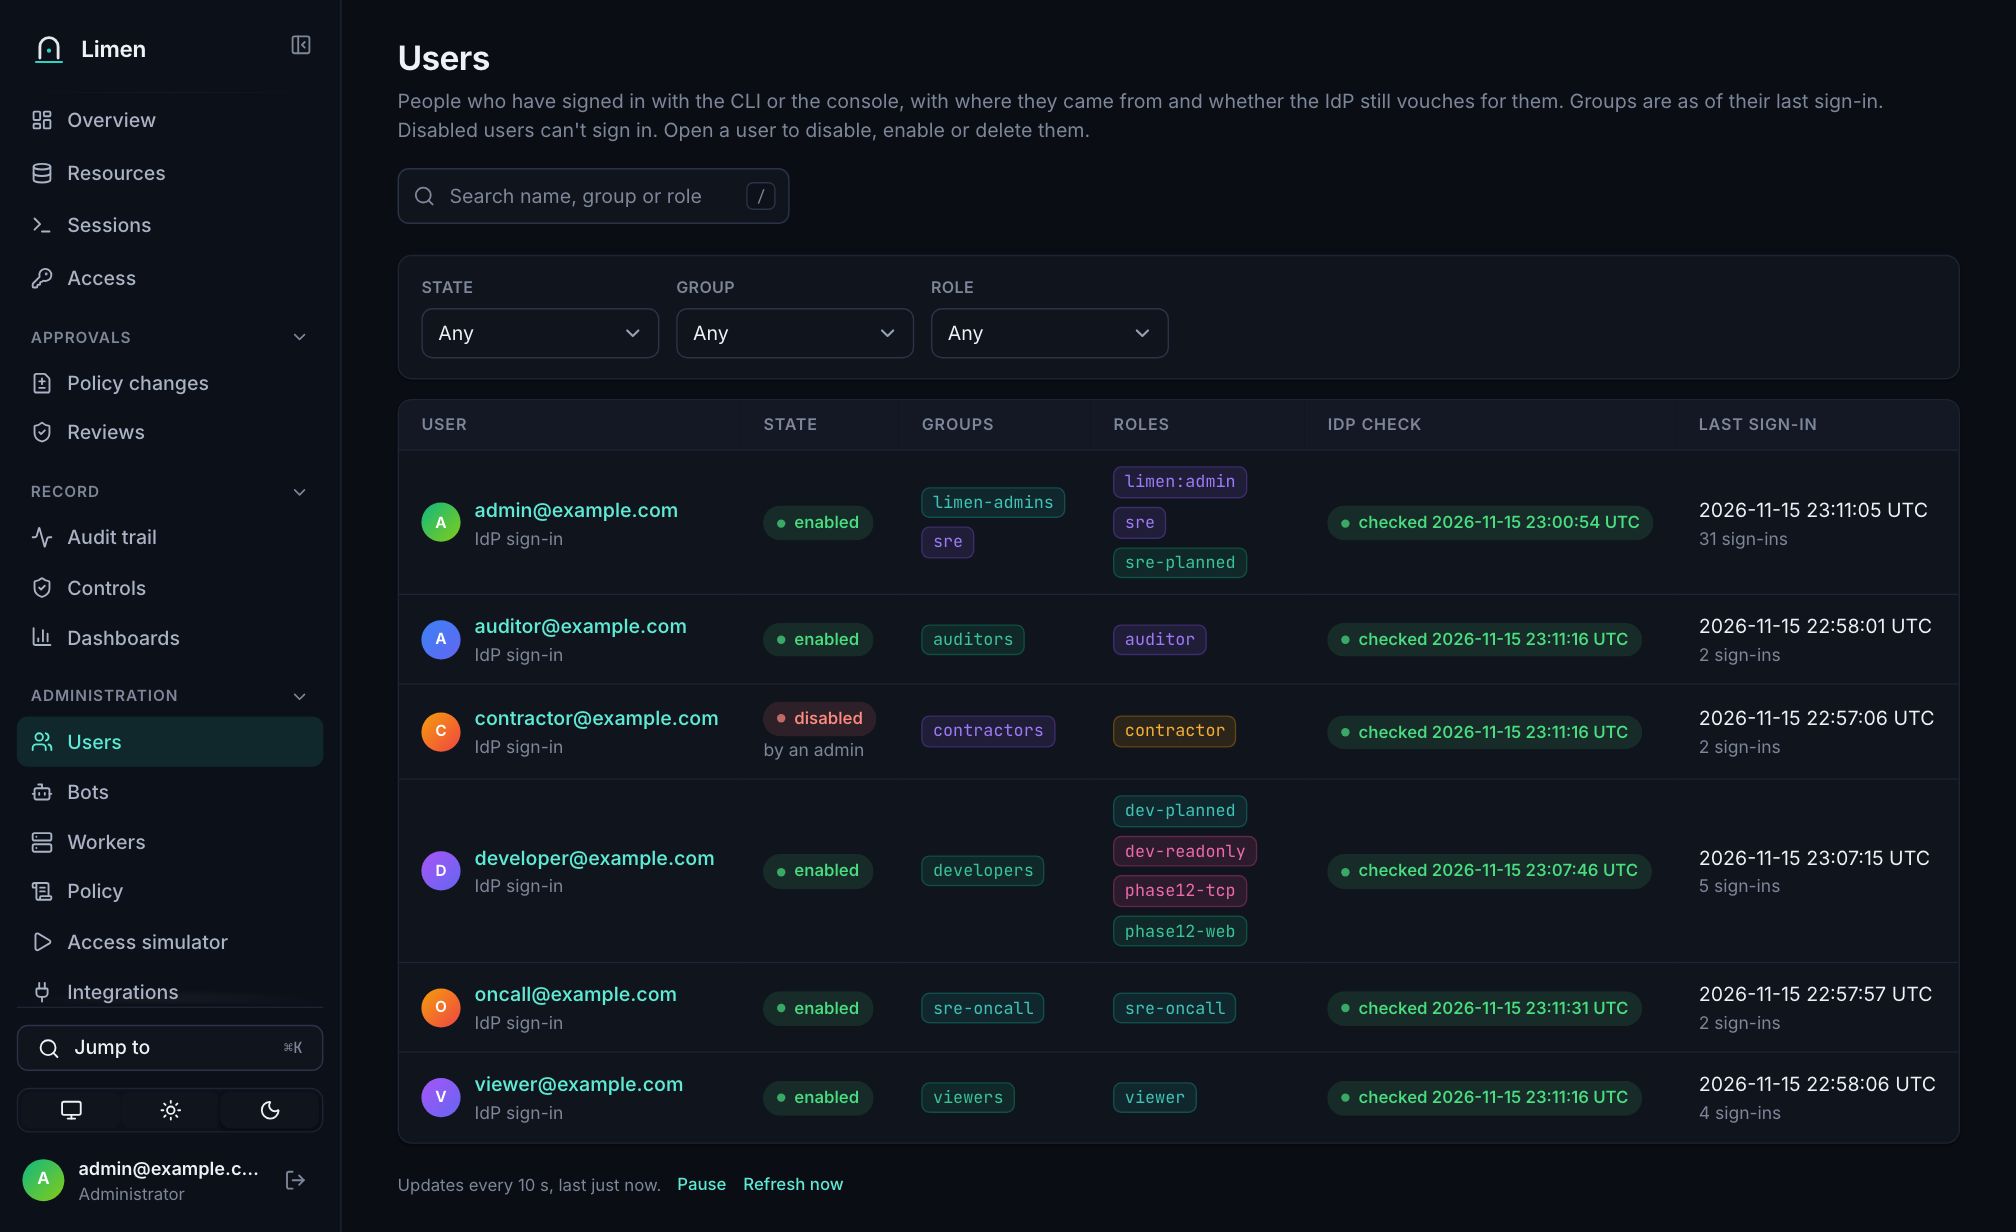 Limen
Overview
Resources
Sessions
Access
APPROVALS
Policy changes
Reviews
RECORD
Audit trail
Controls
Dashboards
ADMINISTRATION
Users
Bots
Workers
Policy
Access simulator
Integrations
Jump to ⌘K
admin@example.c...
Administrator
Users
People who have signed in with the CLI or the console, with where they came from and whether the IdP still vouches for them. Groups are as of their last sign-in.
Disabled users can't sign in. Open a user to disable, enable or delete them.
Search name, group or role /
STATE GROUP ROLE
Any Any Any
USER STATE GROUPS ROLES IDP CHECK LAST SIGN-IN
A admin@example.com IdP sign-in enabled limen-admins sre limen:admin sre sre-planned checked 2026-11-15 23:00:54 UTC 2026-11-15 23:11:05 UTC 31 sign-ins
A auditor@example.com IdP sign-in enabled auditors auditor checked 2026-11-15 23:11:16 UTC 2026-11-15 22:58:01 UTC 2 sign-ins
C contractor@example.com IdP sign-in disabled by an admin contractors contractor checked 2026-11-15 23:11:16 UTC 2026-11-15 22:57:06 UTC 2 sign-ins
D developer@example.com IdP sign-in enabled developers dev-planned dev-readonly phase12-tcp phase12-web checked 2026-11-15 23:07:46 UTC 2026-11-15 23:07:15 UTC 5 sign-ins
O oncall@example.com IdP sign-in enabled sre-oncall sre-oncall checked 2026-11-15 23:11:31 UTC 2026-11-15 22:57:57 UTC 2 sign-ins
V viewer@example.com IdP sign-in enabled viewers viewer checked 2026-11-15 23:11:16 UTC 2026-11-15 22:58:06 UTC 4 sign-ins
Updates every 10 s, last just now. Pause Refresh now
A